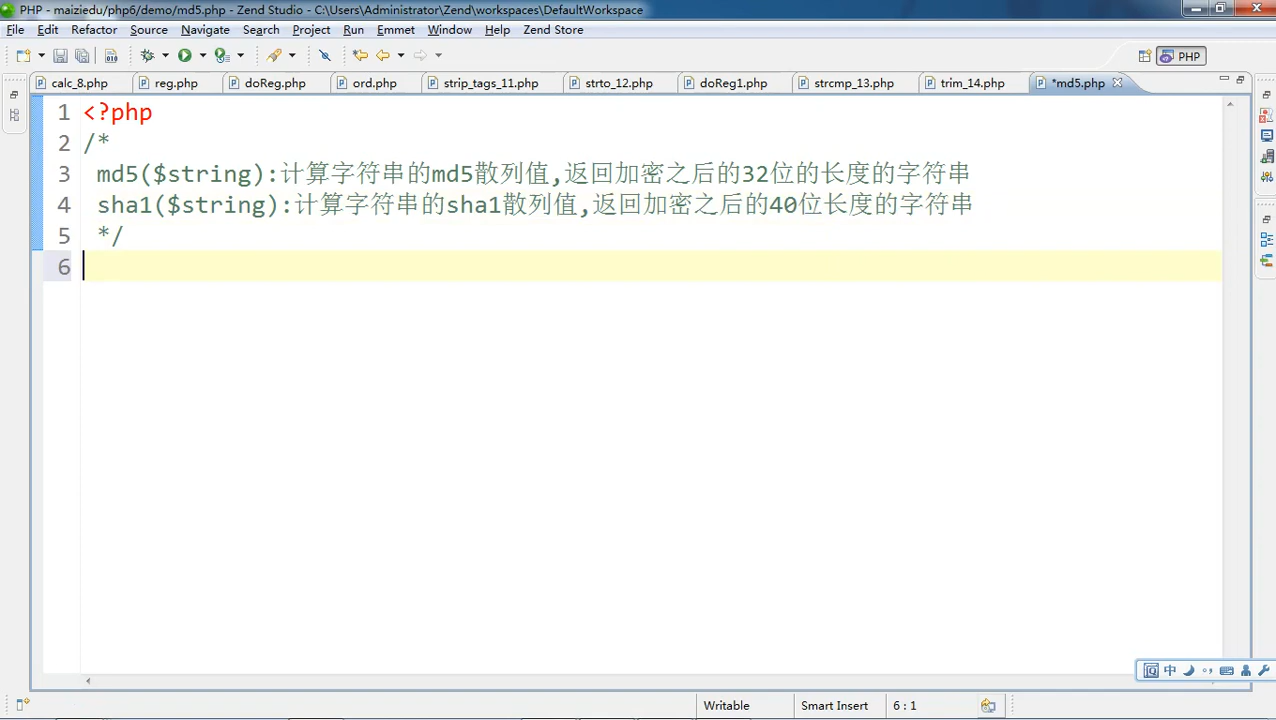 PHP - maiziedu/php6/demo/md5.php - Zend Studio - C:\Users\Administrator\Zend\workspaces\DefaultWorkspace
File Edit Refactor Source Navigate Search Project Run Emmet Window Help Zend Store
PHP
calc_8.php reg.php doReg.php ord.php strip_tags_11.php strto_12.php doReg1.php strcmp_13.php trim_14.php *md5.php
1 <?php
2 /*
3 md5($string):计算字符串的md5散列值,返回加密之后的32位的长度的字符串
4 sha1($string):计算字符串的sha1散列值,返回加密之后的40位长度的字符串
5 */
6
中
Writable Smart Insert 6 : 1